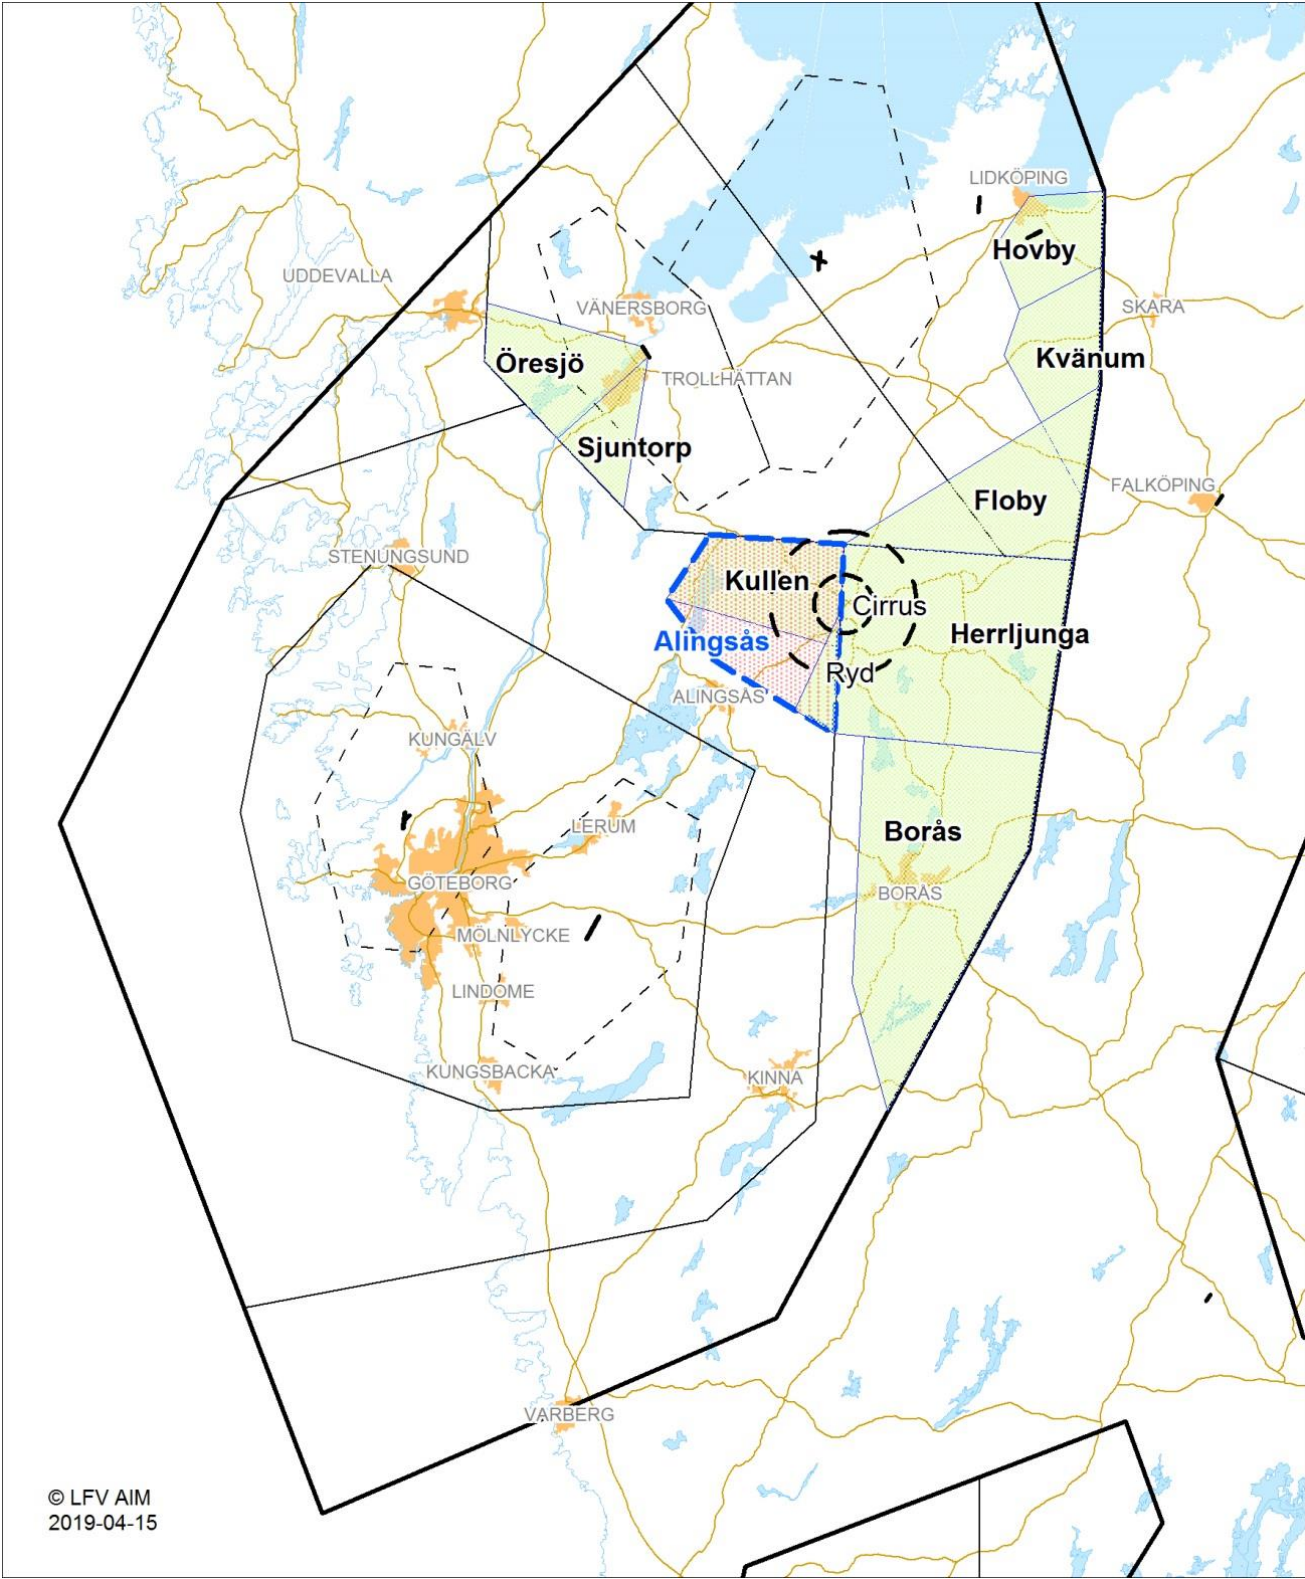 LIDKÖPING
Hovby
UDDEVALLA
VÄNERSBORG
SKARA
Öresjö
Kvänum
TROLLHÄTTAN
Sjuntorp
FALKÖPING
Floby
STENUNGSUND
Kullen
Cirrus
Herrljunga
Alingsås
Ryd
ALINGSÅS
KUNGÄLV
LERUM
Borås
GÖTEBORG
BORÅS
MÖLNLYCKE
LINDOME
KUNGSBACKA
KINNA
VARBERG
© LFV AIM
2019-04-15